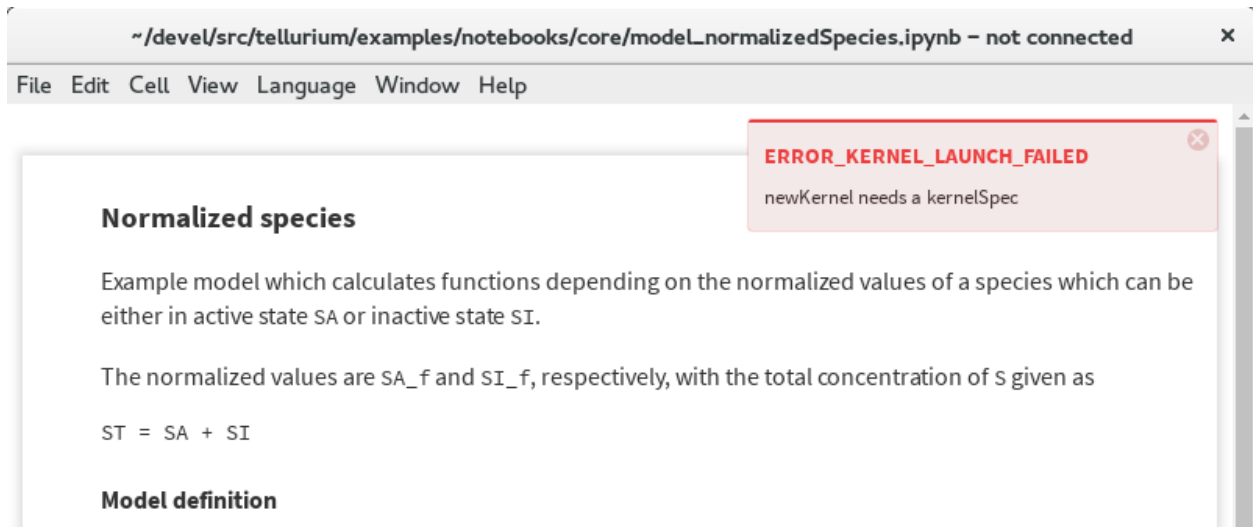 ~/devel/src/tellurium/examples/notebooks/core/model_normalizedSpecies.ipynb – not connected
File Edit Cell View Language Window Help
ERROR_KERNEL_LAUNCH_FAILED
newKernel needs a kernelSpec
Normalized species
Example model which calculates functions depending on the normalized values of a species which can be
either in active state SA or inactive state SI.
The normalized values are SA_f and SI_f, respectively, with the total concentration of S given as
ST = SA + SI
Model definition